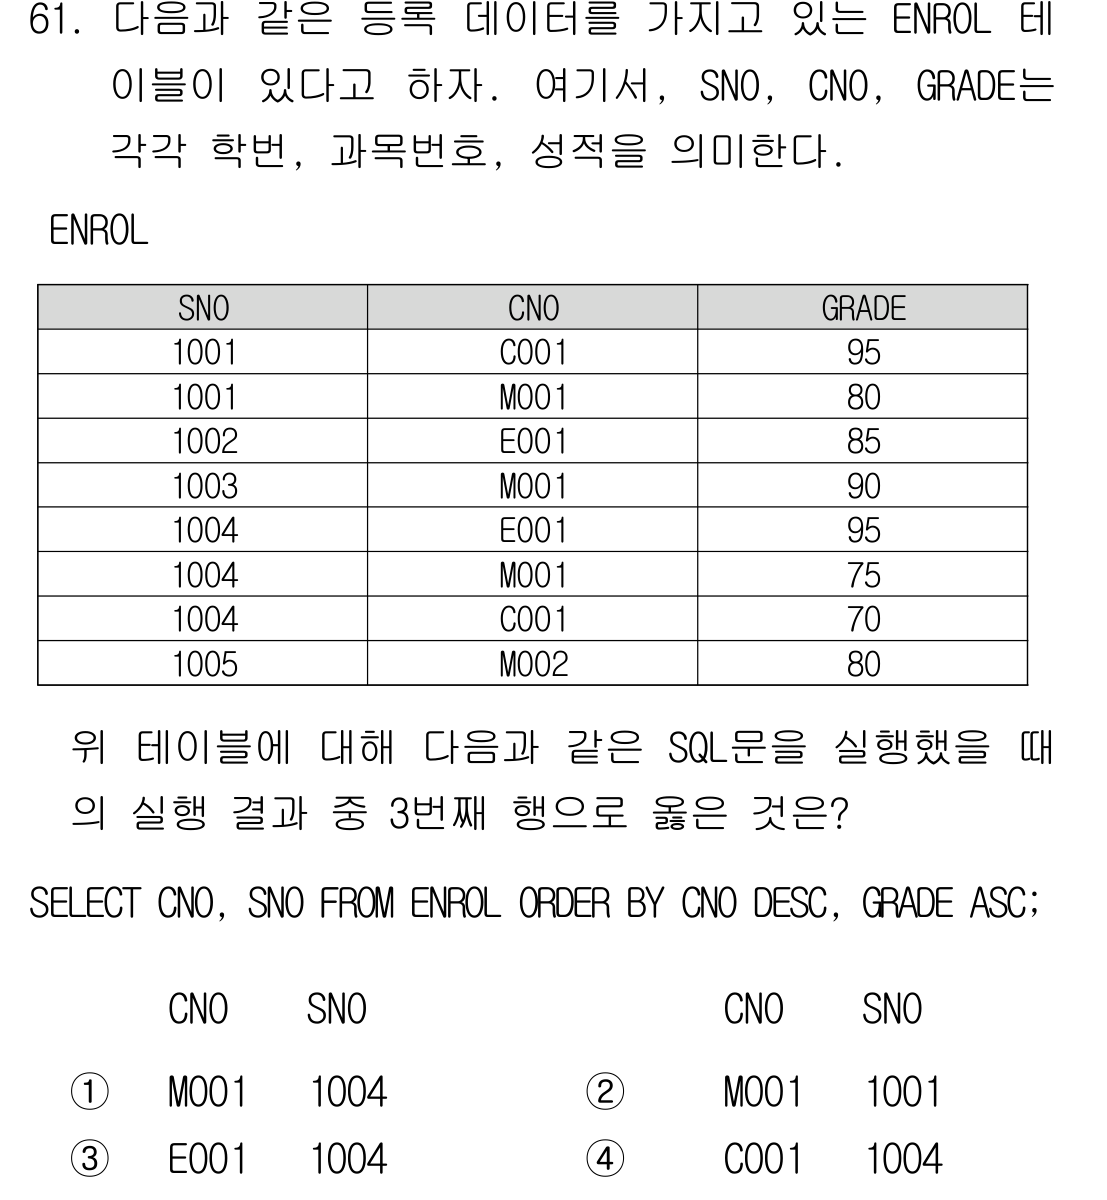 61. 다음과 같은 등록 데이터를 가지고 있는 ENROL 테
이블이 있다고 하자. 여기서, SNO, CNO, GRADE는
각각 학번, 과목번호, 성적을 의미한다.
ENROL
SNO CNO GRADE
1001 C001 95
1001 M001 80
1002 E001 85
1003 M001 90
1004 E001 95
1004 M001 75
1004 C001 70
1005 M002 80
위 테이블에 대해 다음과 같은 SQL문을 실행했을 때
의 실행 결과 중 3번째 행으로 옳은 것은?
SELECT CNO, SNO FROM ENROL ORDER BY CNO DESC, GRADE ASC;
CNO SNO CNO SNO
① M001 1004 ② M001 1001
③ E001 1004 ④ C001 1004